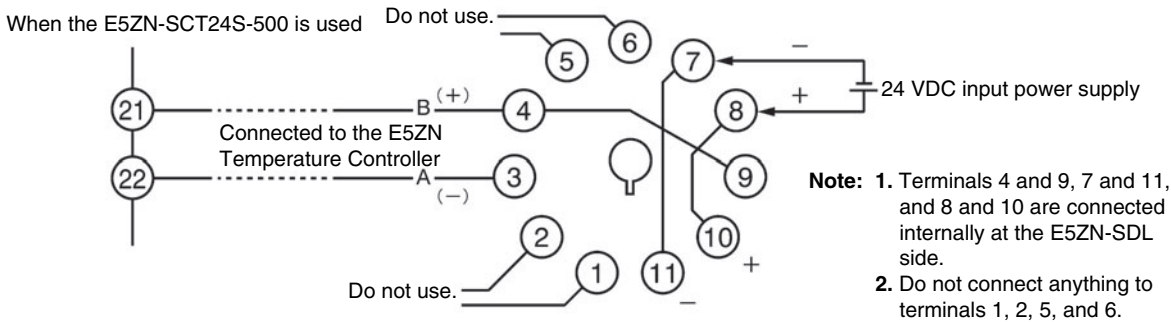 When the E5ZN-SCT24S-500 is used
Do not use.
6
5
7
−
21
B
(+)
4
8
+
24 VDC input power supply
Connected to the E5ZN
Temperature Controller
22
A
(−)
3
9
2
1
11
−
10
+
Do not use.
Note: 1. Terminals 4 and 9, 7 and 11,
and 8 and 10 are connected
internally at the E5ZN-SDL
side.
2. Do not connect anything to
terminals 1, 2, 5, and 6.